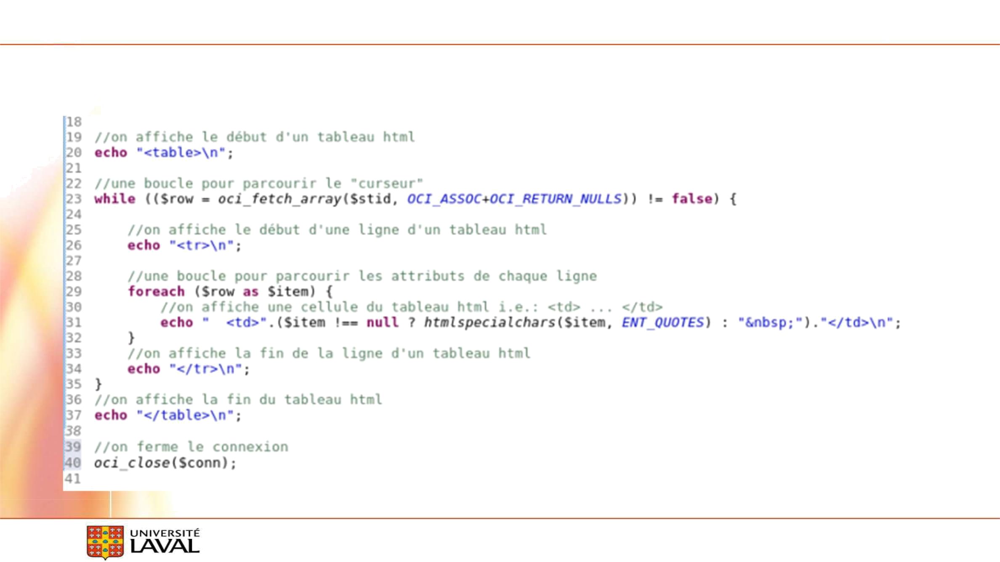 18
19 //on affiche le début d'un tableau html
20 echo "<table>\n";
21
22 //une boucle pour parcourir le "curseur"
23 while (($row = oci_fetch_array($stid, OCI_ASSOC+OCI_RETURN_NULLS)) != false) {
24
25     //on affiche le début d'une ligne d'un tableau html
26     echo "<tr>\n";
27
28     //une boucle pour parcourir les attributs de chaque ligne
29     foreach ($row as $item) {
30         //on affiche une cellule du tableau html i.e.: <td> ... </td>
31         echo "  <td>".($item !== null ? htmlspecialchars($item, ENT_QUOTES) : "&nbsp;")."</td>\n";
32     }
33     //on affiche la fin de la ligne d'un tableau html
34     echo "</tr>\n";
35 }
36 //on affiche la fin du tableau html
37 echo "</table>\n";
38
39 //on ferme le connexion
40 oci_close($conn);
41
UNIVERSITÉ
LAVAL